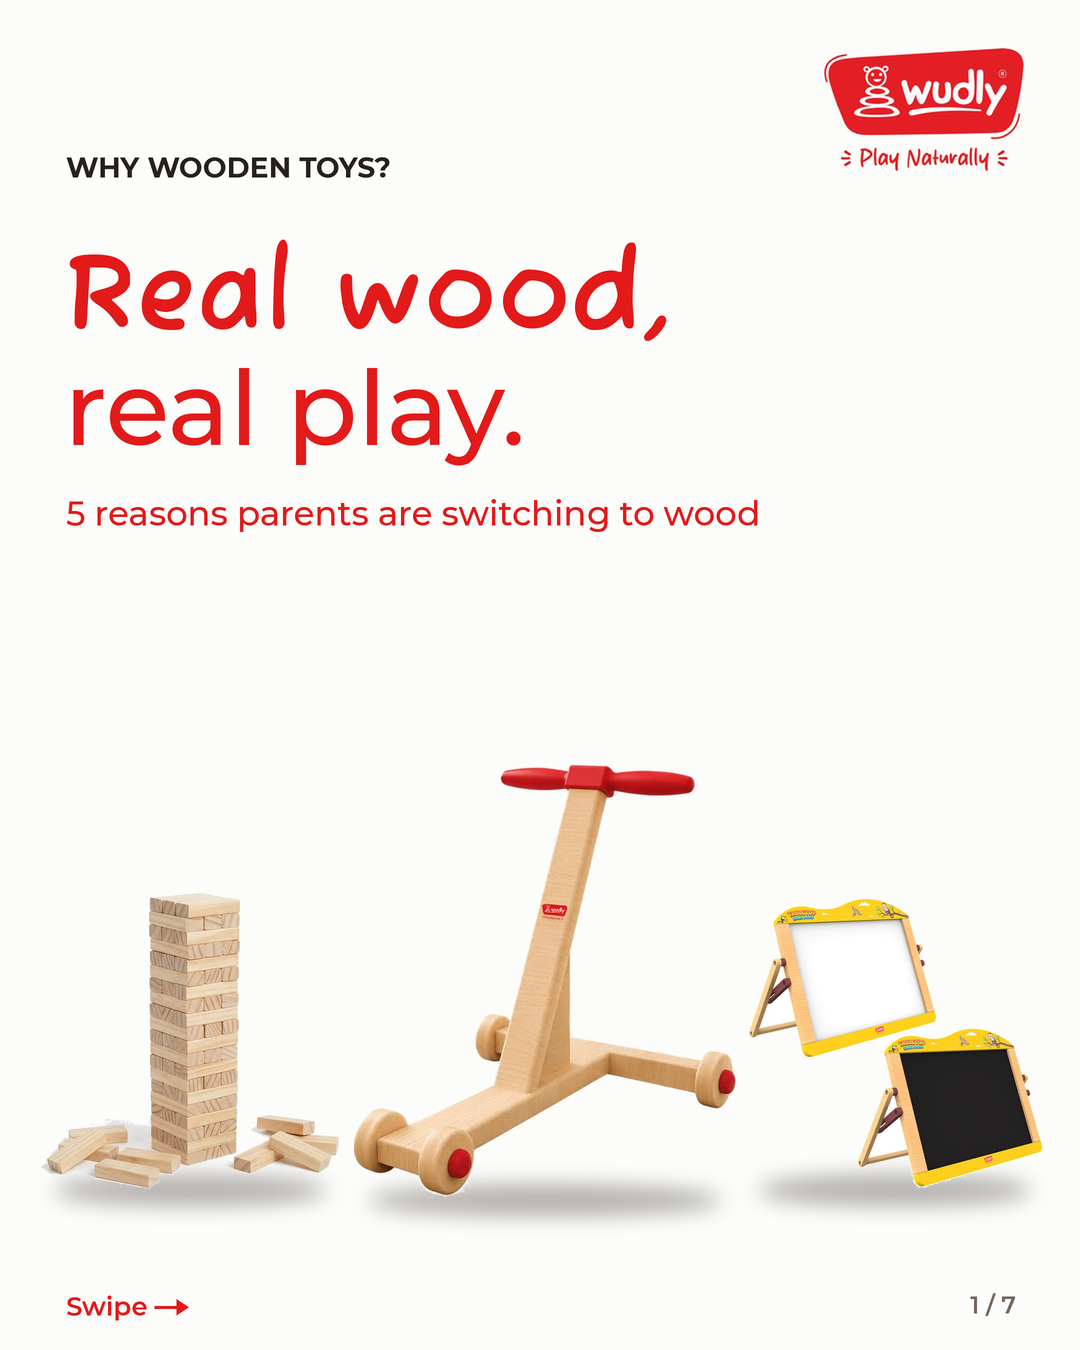 wudly
Play Naturally
WHY WOODEN TOYS?
Real wood,
real play.
5 reasons parents are switching to wood
wudly
Swipe →
1 / 7